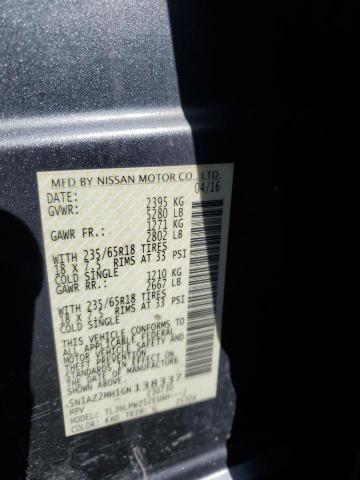 MFD BY NISSAN MOTOR CO., LTD.
DATE: 04/16
GVWR: 2395 KG
5280 LB
GAWR FR.: 1271 KG
2802 LB
WITH 235/65R18 TIRES
18 X 7.5 RIMS AT 33 PSI
COLD SINGLE
GAWR RR.: 1210 KG
2667 LB
WITH 235/65R18 TIRES
18 X 7.5 RIMS AT 33 PSI
COLD SINGLE
THIS VEHICLE CONFORMS TO
ALL APPLICABLE FEDERAL
MOTOR VEHICLE SAFETY AND
THEFT PREVENTION
STANDARDS IN EFFECT ON
THE DATE OF MANUFACTURE
SHOWN ABOVE.
5N1AZ2MH1GN
MPV
MODEL:
COLOR: KAD TRIM: G